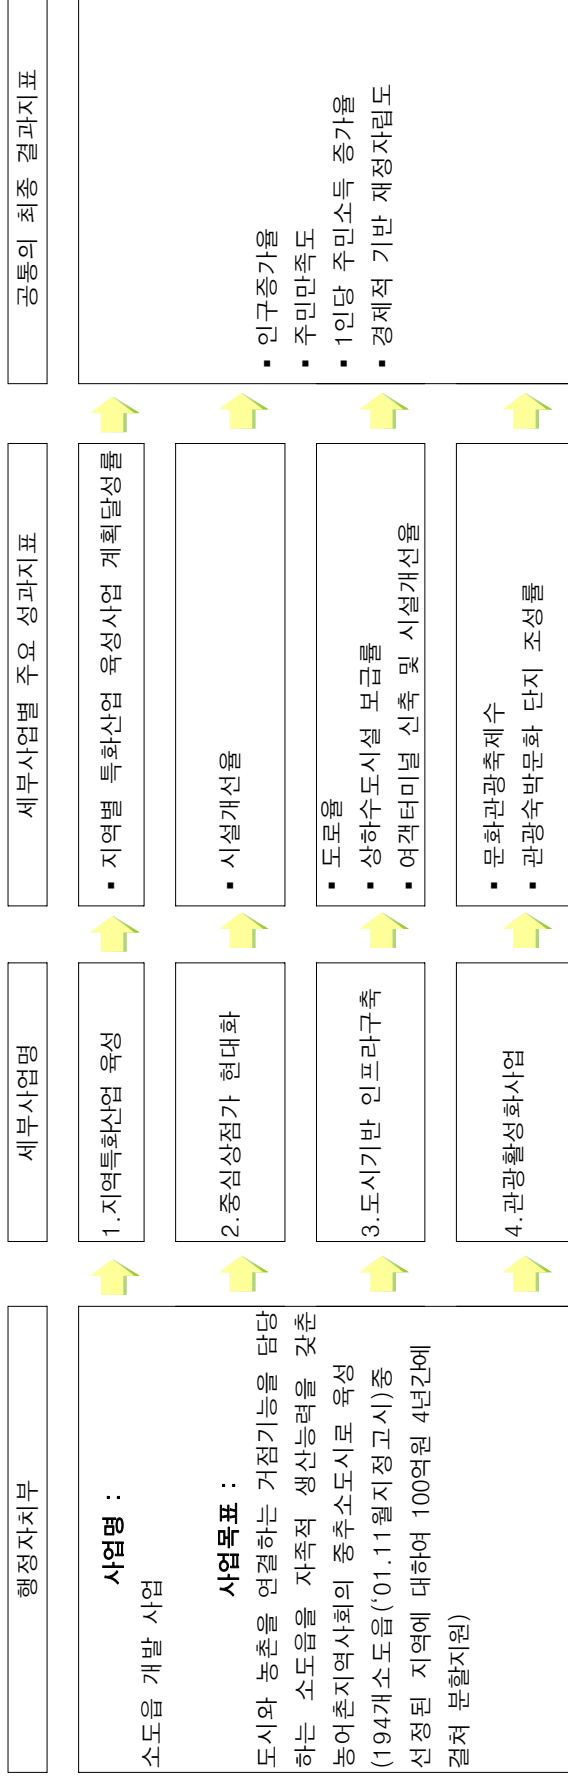 행정자치부
사업명 :
소도읍 개발 사업
사업목표 :
도시와 농촌을 연결하는 거점기능을 담당
하는 소도읍을 자족적 생산능력을 갖춘
농어촌지역사회의 중추소도시로 육성
(194개소도읍(‘01.11월지정고시)중
선정된 지역에 대하여 100억원 4년간에
걸쳐 분할지원)
세부사업명
1.지역특화산업 육성
2.중심상점가 현대화
3.도시기반 인프라구축
4.관광활성화사업
세부사업별 주요 성과지표
▪ 지역별 특화산업 육성사업 계획달성률
▪ 시설개선율
▪ 도로율
▪ 상하수도시설 보급률
▪ 여객터미널 신축 및 시설개선율
▪ 문화관광축제수
▪ 관광숙박문화 단지 조성률
공통의 최종 결과지표
▪ 인구증가율
▪ 주민만족도
▪ 1인당 주민소득 증가율
▪ 경제적 기반 재정자립도